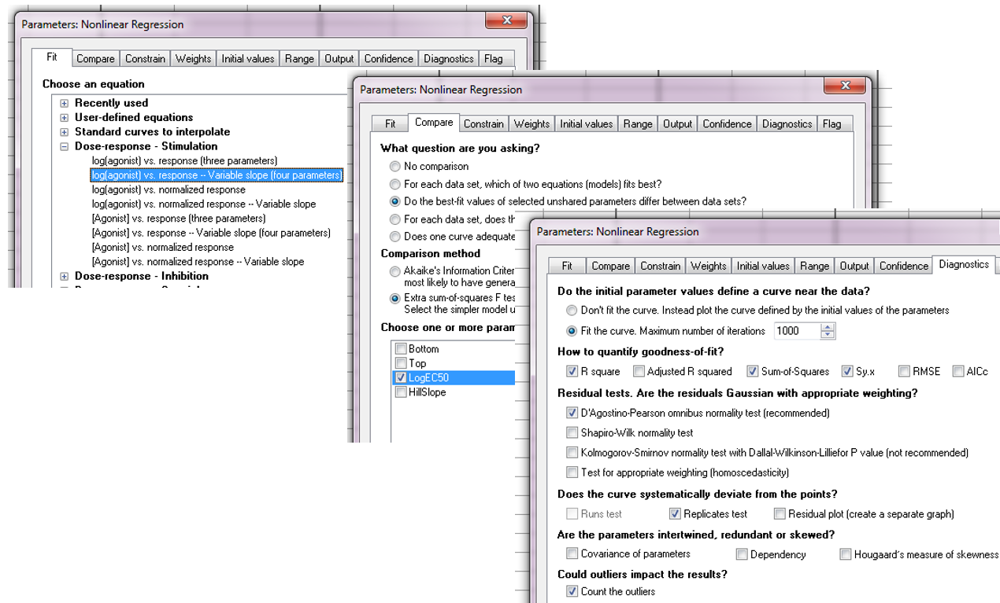 Parameters: Nonlinear Regression
Fit Compare Constrain Weights Initial values Range Output Confidence Diagnostics Flag
Choose an equation
Recently used
User-defined equations
Standard curves to interpolate
Dose-response - Stimulation
log(agonist) vs. response (three parameters)
log(agonist) vs. response -- Variable slope (four parameters)
log(agonist) vs. normalized response
log(agonist) vs. normalized response -- Variable slope
[Agonist] vs. response (three parameters)
[Agonist] vs. response -- Variable slope (four parameters)
[Agonist] vs. normalized response
[Agonist] vs. normalized response -- Variable slope
Dose-response - Inhibition
Parameters: Nonlinear Regression
Fit Compare Constrain Weights Initial values Range Output Confidence Diagnostics Flag
What question are you asking?
No comparison
For each data set, which of two equations (models) fits best?
Do the best-fit values of selected unshared parameters differ between data sets?
For each data set, does th
Does one curve adequate
Comparison method
Akaike's Information Criter
most likely to have genera
Extra sum-of-squares F tes
Select the simpler model u
Choose one or more param
Bottom
Top
LogEC50
HillSlope
Parameters: Nonlinear Regression
Fit Compare Constrain Weights Initial values Range Output Confidence Diagnostics
Do the initial parameter values define a curve near the data?
Don't fit the curve. Instead plot the curve defined by the initial values of the parameters
Fit the curve. Maximum number of iterations 1000
How to quantify goodness-of-fit?
R square Adjusted R squared Sum-of-Squares Sy.x RMSE AICc
Residual tests. Are the residuals Gaussian with appropriate weighting?
D'Agostino-Pearson omnibus normality test (recommended)
Shapiro-Wilk normality test
Kolmogorov-Smirnov normality test with Dallal-Wilkinson-Lilliefor P value (not recommended)
Test for appropriate weighting (homoscedasticity)
Does the curve systematically deviate from the points?
Runs test Replicates test Residual plot (create a separate graph)
Are the parameters intertwined, redundant or skewed?
Covariance of parameters Dependency Hougaard's measure of skewness
Could outliers impact the results?
Count the outliers